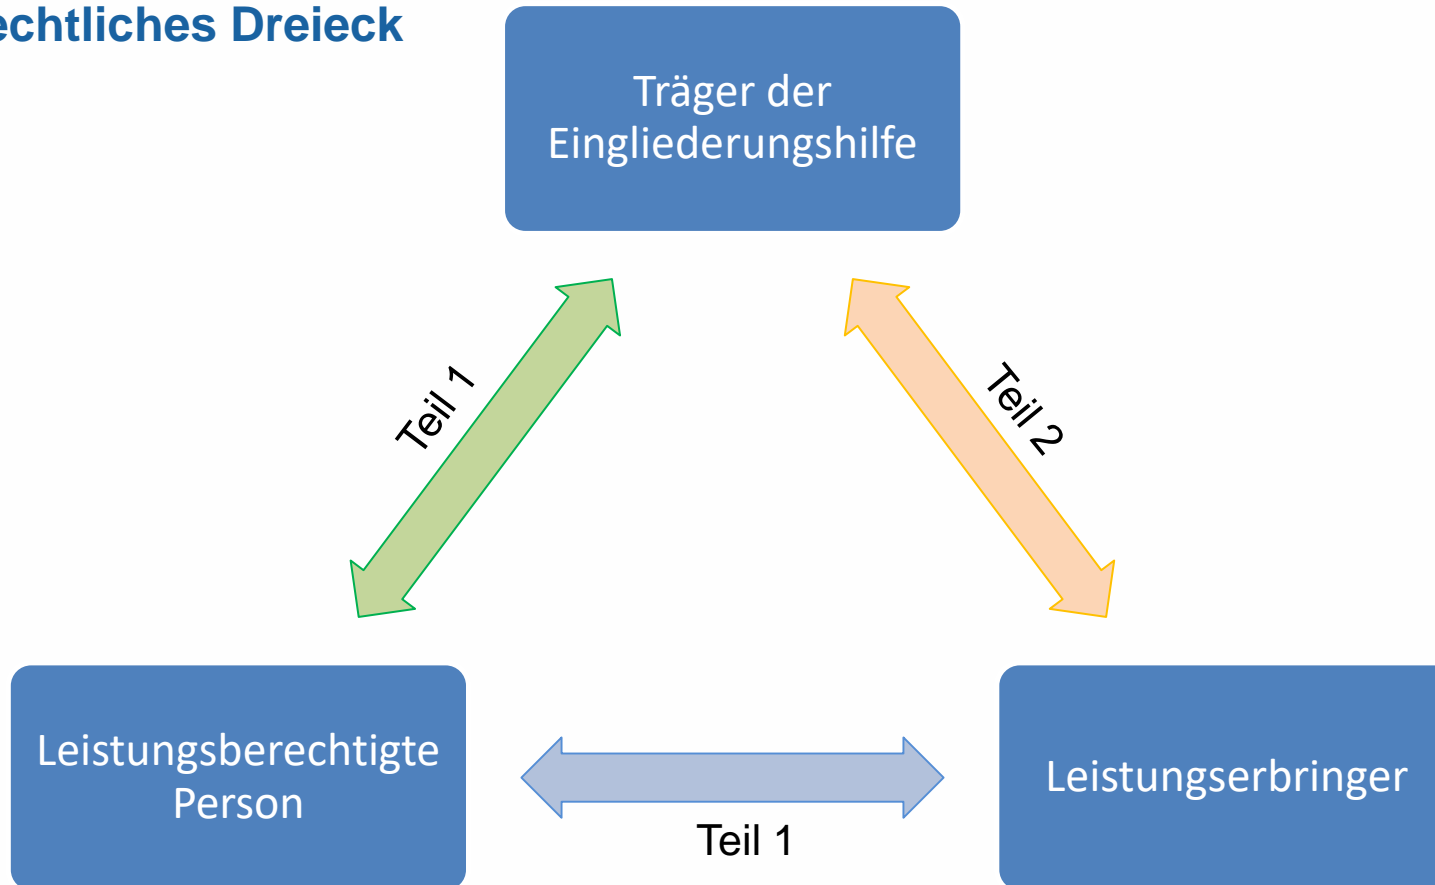 echtliches Dreieck
Träger der
Eingliederungshilfe
Teil 1
Teil 2
Leistungsberechtigte
Person
Leistungserbringer
Teil 1